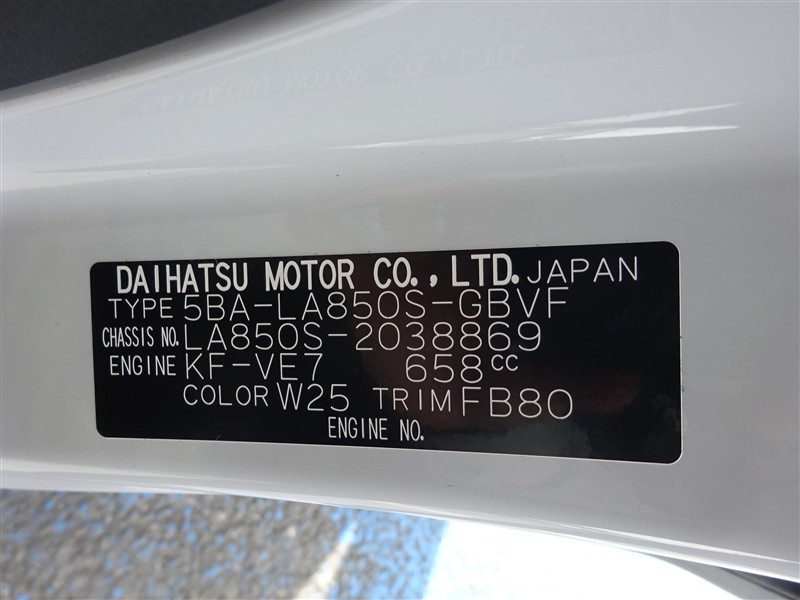 DAIHATSU MOTOR CO., LTD. JAPAN
TYPE 5BA-LA850S-GBVF
CHASSIS NO. LA850S-2038869
ENGINE KF-VE7 658cc
COLOR W25 TRIM FB80
ENGINE NO.